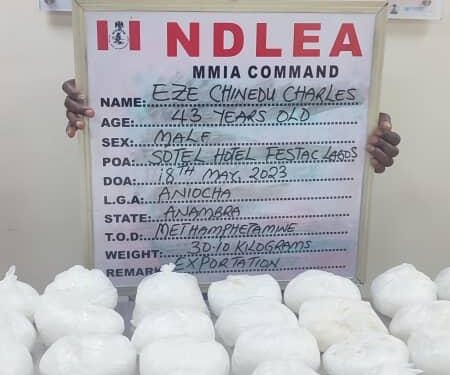 NDLEA
MMIA COMMAND
NAME: EZE CHINEDU CHARLES
AGE: 43 YEARS OLD
SEX: MALE
POA: SOTEL HOTEL FESTAC LAGOS
DOA: 18TH MAY, 2023
L.G.A: ANIOCHA
STATE: ANAMBRA
T.O.D: METHAMPHETAMINE
WEIGHT: 30.10 KILOGRAMS
REMARK EXPORTATION